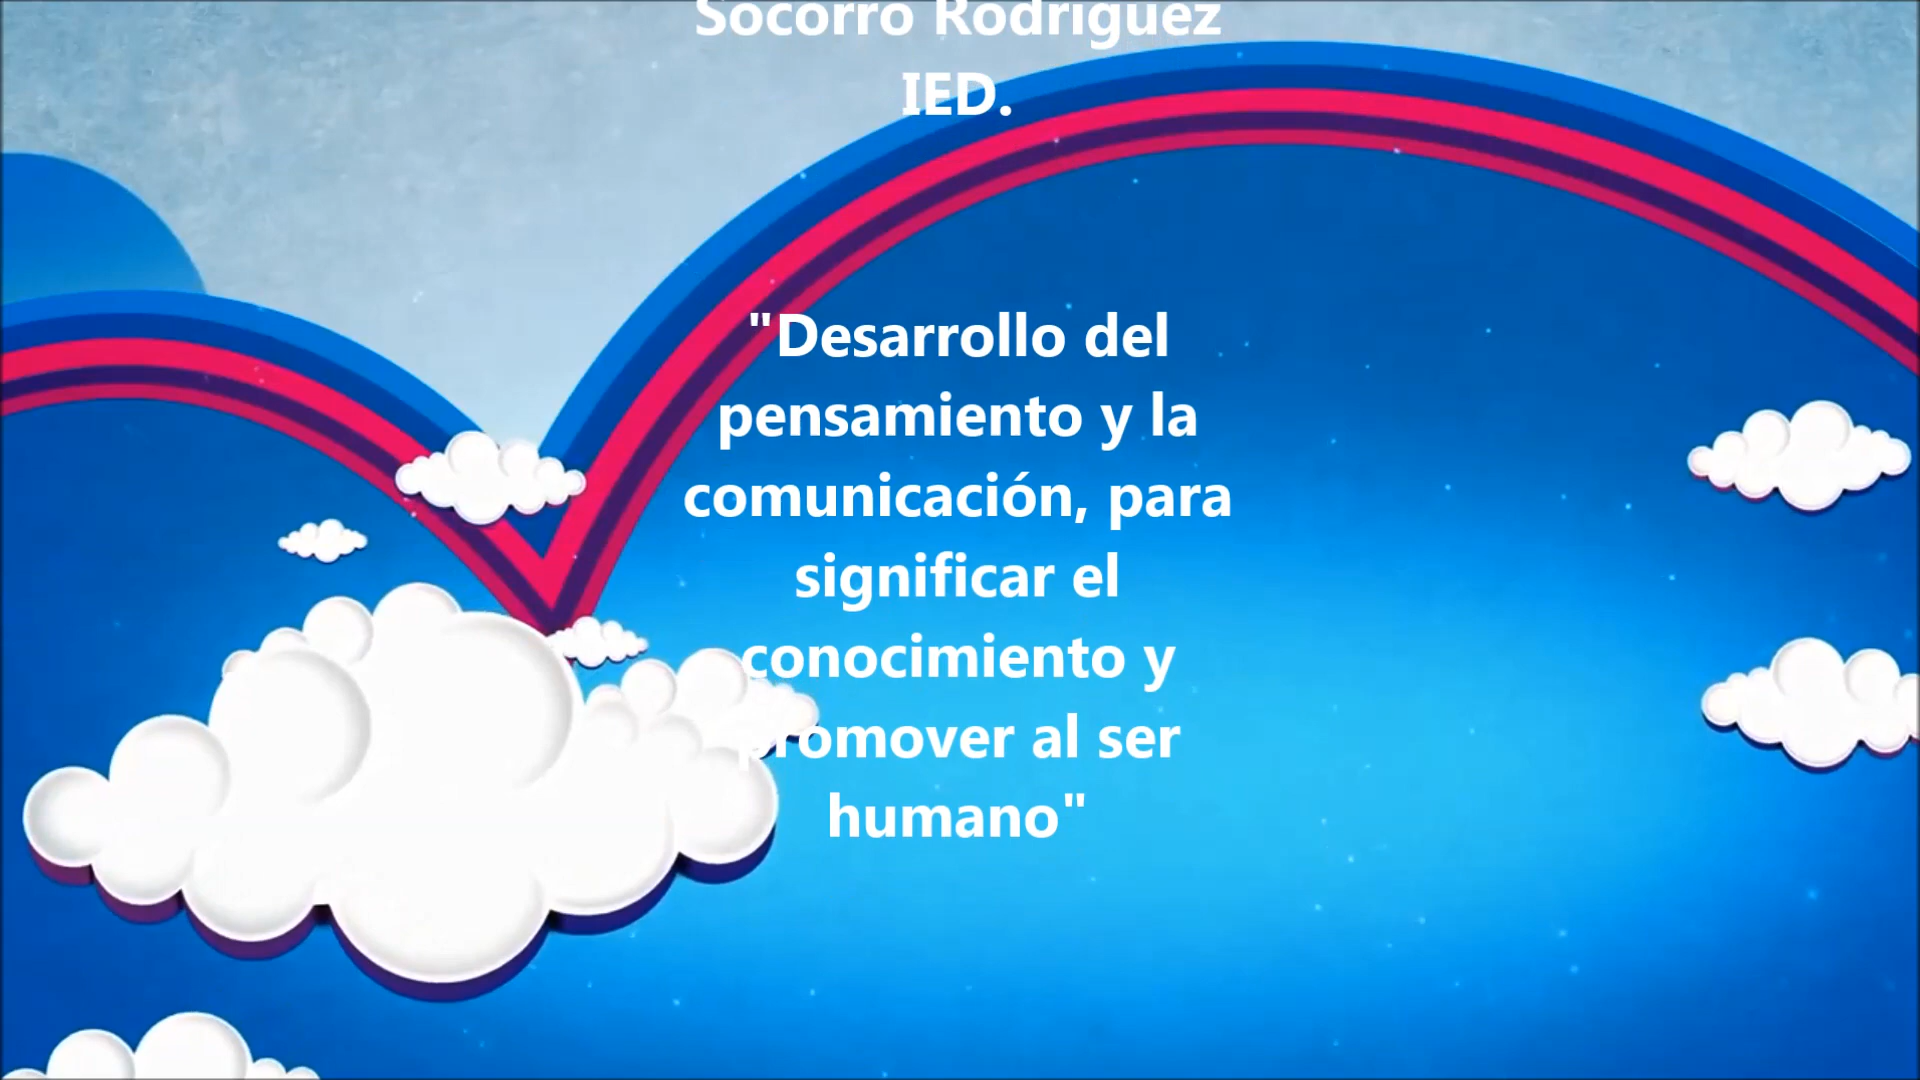 Socorro Rodríguez
IED.
"Desarrollo del
pensamiento y la
comunicación, para
significar el
conocimiento y
promover al ser
humano"